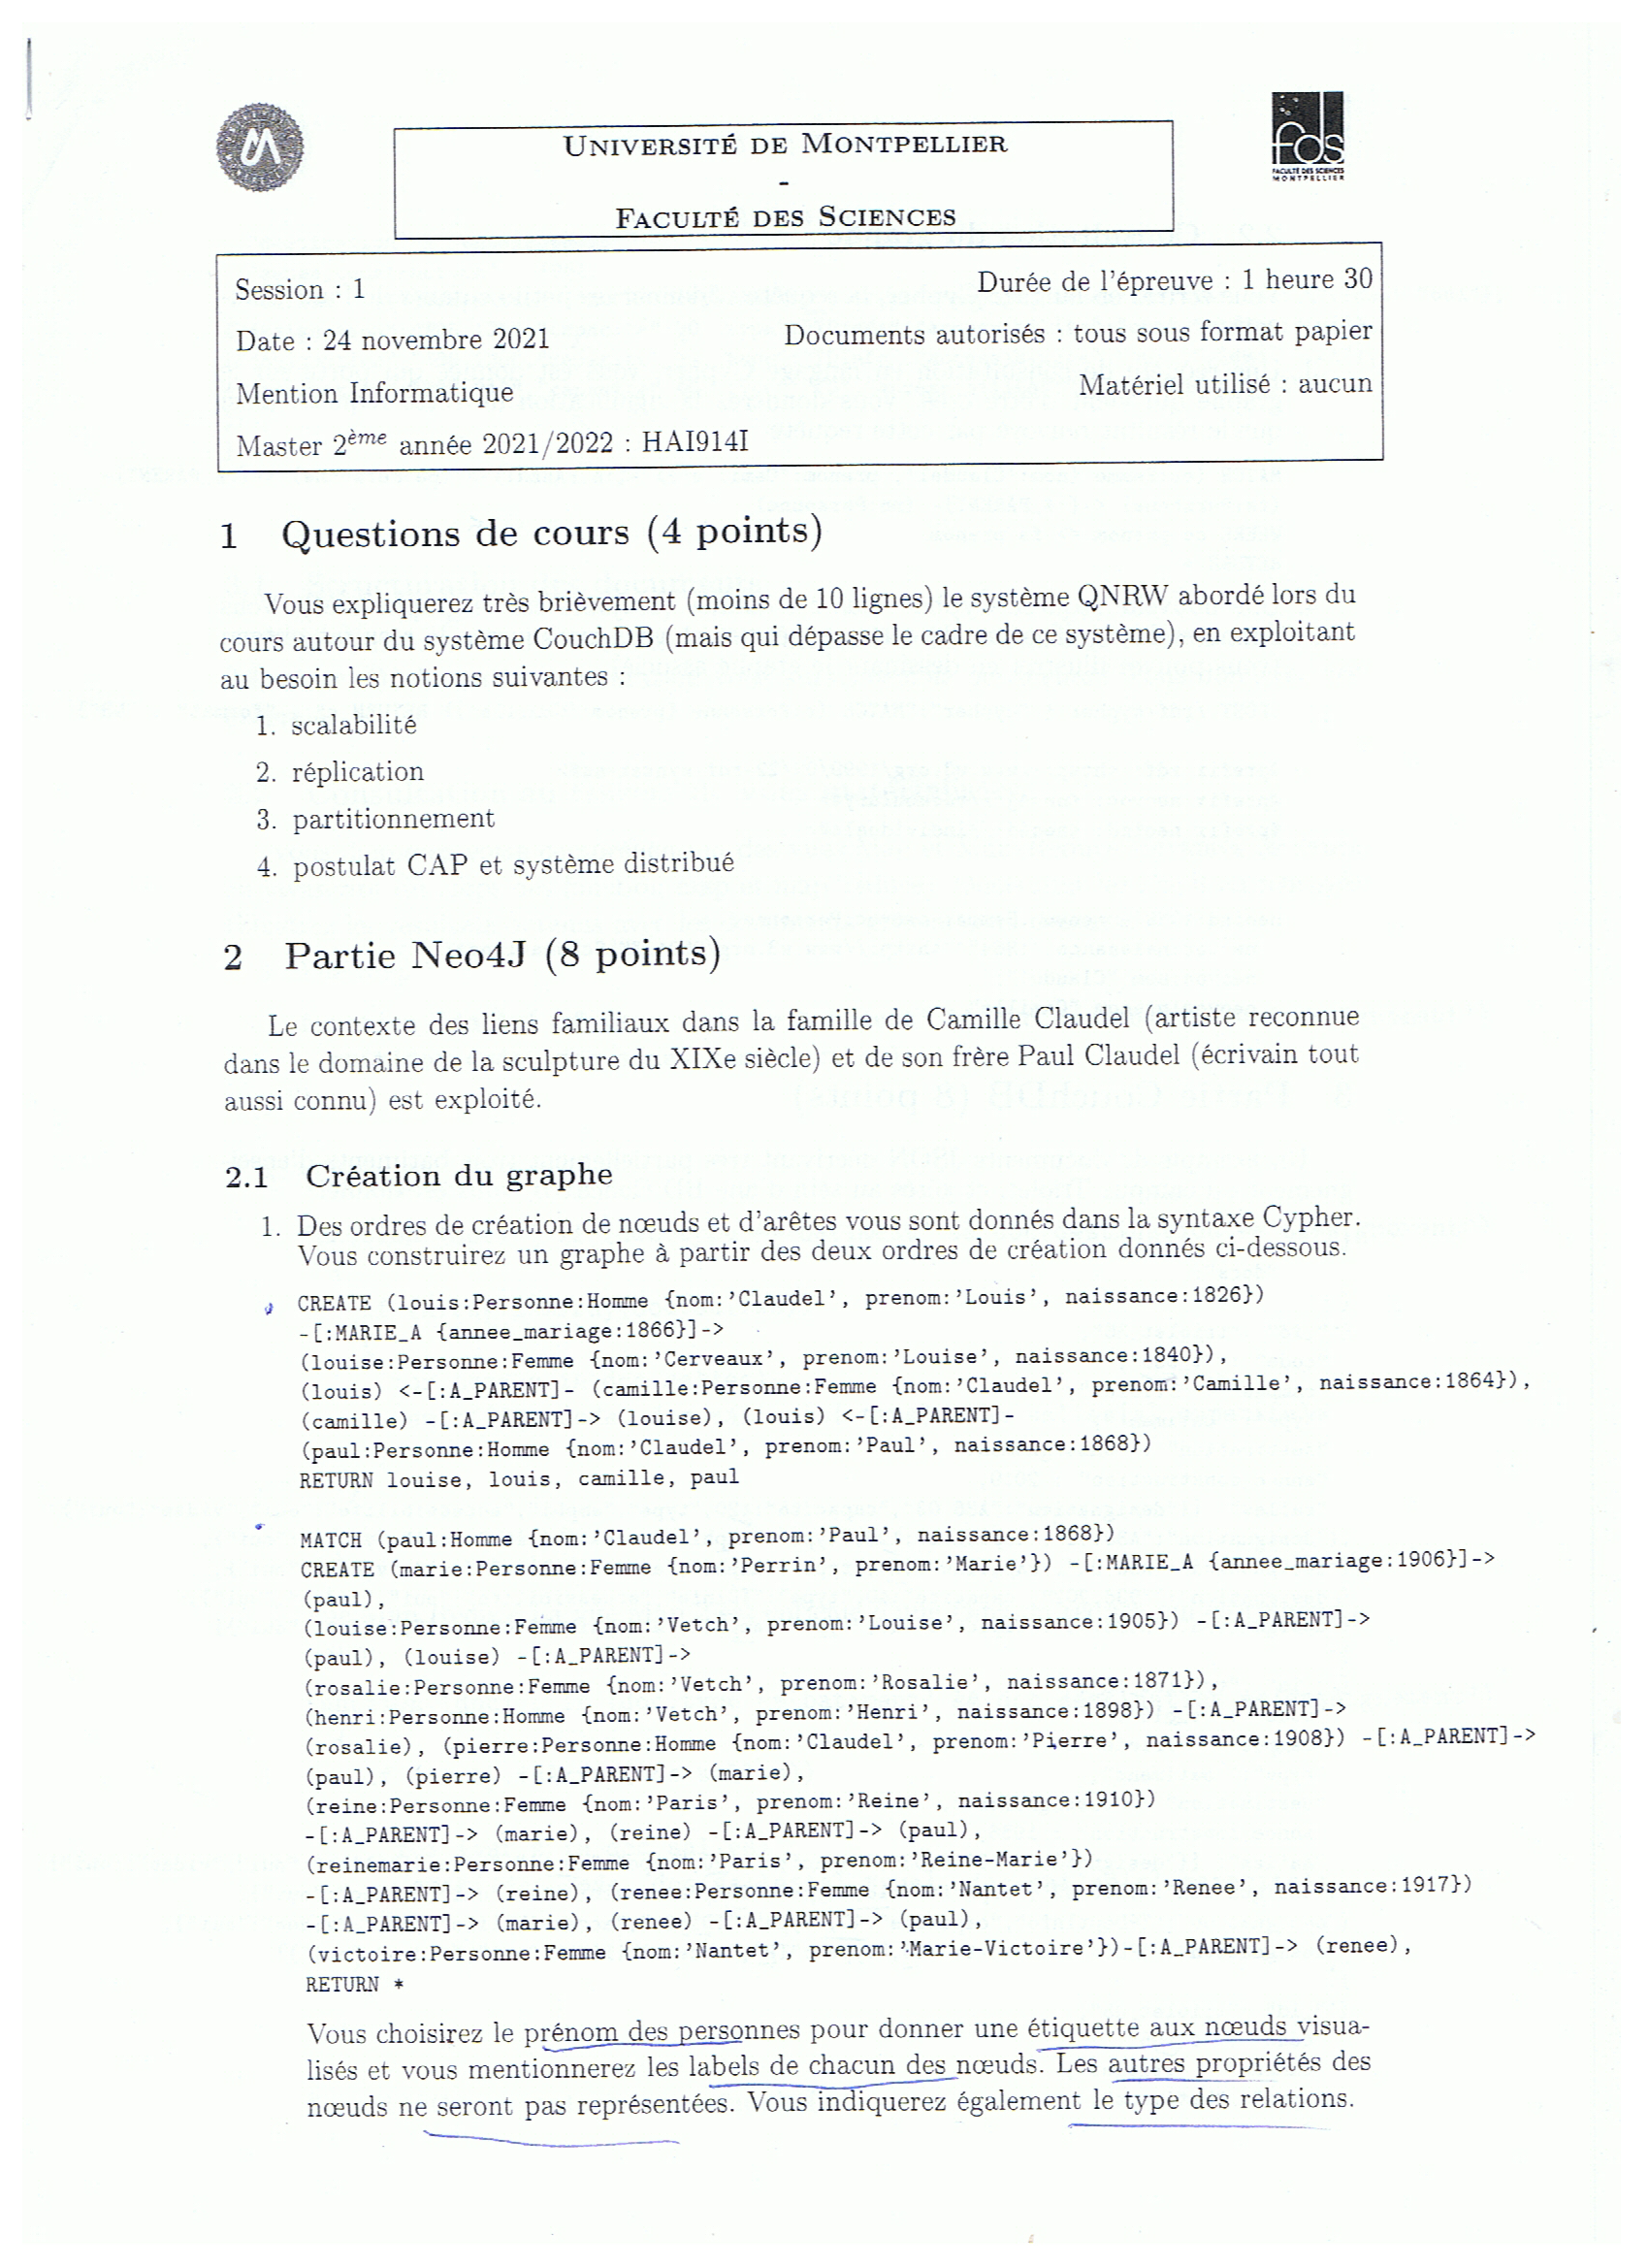 UNIVERSITÉ DE MONTPELLIER
-
FACULTÉ DES SCIENCES
fds
FACULTÉ DES SCIENCES
MONTPELLIER
Session : 1
Durée de l'épreuve : 1 heure 30
Date : 24 novembre 2021
Documents autorisés : tous sous format papier
Mention Informatique
Matériel utilisé : aucun
Master 2ème année 2021/2022 : HAI914I
1 Questions de cours (4 points)
Vous expliquerez très brièvement (moins de 10 lignes) le système QNRW abordé lors du
cours autour du système CouchDB (mais qui dépasse le cadre de ce système), en exploitant
au besoin les notions suivantes :
1. scalabilité
2. réplication
3. partitionnement
4. postulat CAP et système distribué
2 Partie Neo4J (8 points)
Le contexte des liens familiaux dans la famille de Camille Claudel (artiste reconnue
dans le domaine de la sculpture du XIXe siècle) et de son frère Paul Claudel (écrivain tout
aussi connu) est exploité.
2.1 Création du graphe
1. Des ordres de création de nœuds et d'arêtes vous sont donnés dans la syntaxe Cypher.
Vous construirez un graphe à partir des deux ordres de création donnés ci-dessous.
CREATE (louis:Personne:Homme {nom:'Claudel', prenom:'Louis', naissance:1826})
-[:MARIE_A {annee_mariage:1866}]->
(louise:Personne:Femme {nom:'Cerveaux', prenom:'Louise', naissance:1840}),
(louis) <-[:A_PARENT]- (camille:Personne:Femme {nom:'Claudel', prenom:'Camille', naissance:1864}),
(camille) -[:A_PARENT]-> (louise), (louis) <-[:A_PARENT]-
(paul:Personne:Homme {nom:'Claudel', prenom:'Paul', naissance:1868})
RETURN louise, louis, camille, paul
MATCH (paul:Homme {nom:'Claudel', prenom:'Paul', naissance:1868})
CREATE (marie:Personne:Femme {nom:'Perrin', prenom:'Marie'}) -[:MARIE_A {annee_mariage:1906}]->
(paul),
(louise:Personne:Femme {nom:'Vetch', prenom:'Louise', naissance:1905}) -[:A_PARENT]->
(paul), (louise) -[:A_PARENT]->
(rosalie:Personne:Femme {nom:'Vetch', prenom:'Rosalie', naissance:1871}),
(henri:Personne:Homme {nom:'Vetch', prenom:'Henri', naissance:1898}) -[:A_PARENT]->
(rosalie), (pierre:Personne:Homme {nom:'Claudel', prenom:'Pierre', naissance:1908}) -[:A_PARENT]->
(paul), (pierre) -[:A_PARENT]-> (marie),
(reine:Personne:Femme {nom:'Paris', prenom:'Reine', naissance:1910})
-[:A_PARENT]-> (marie), (reine) -[:A_PARENT]-> (paul),
(reinemarie:Personne:Femme {nom:'Paris', prenom:'Reine-Marie'})
-[:A_PARENT]-> (reine), (renee:Personne:Femme {nom:'Nantet', prenom:'Renee', naissance:1917})
-[:A_PARENT]-> (marie), (renee) -[:A_PARENT]-> (paul),
(victoire:Personne:Femme {nom:'Nantet', prenom:'Marie-Victoire'})-[:A_PARENT]-> (renee),
RETURN *
Vous choisirez le prénom des personnes pour donner une étiquette aux nœuds visua-
lisés et vous mentionnerez les labels de chacun des nœuds. Les autres propriétés des
nœuds ne seront pas représentées. Vous indiquerez également le type des relations.